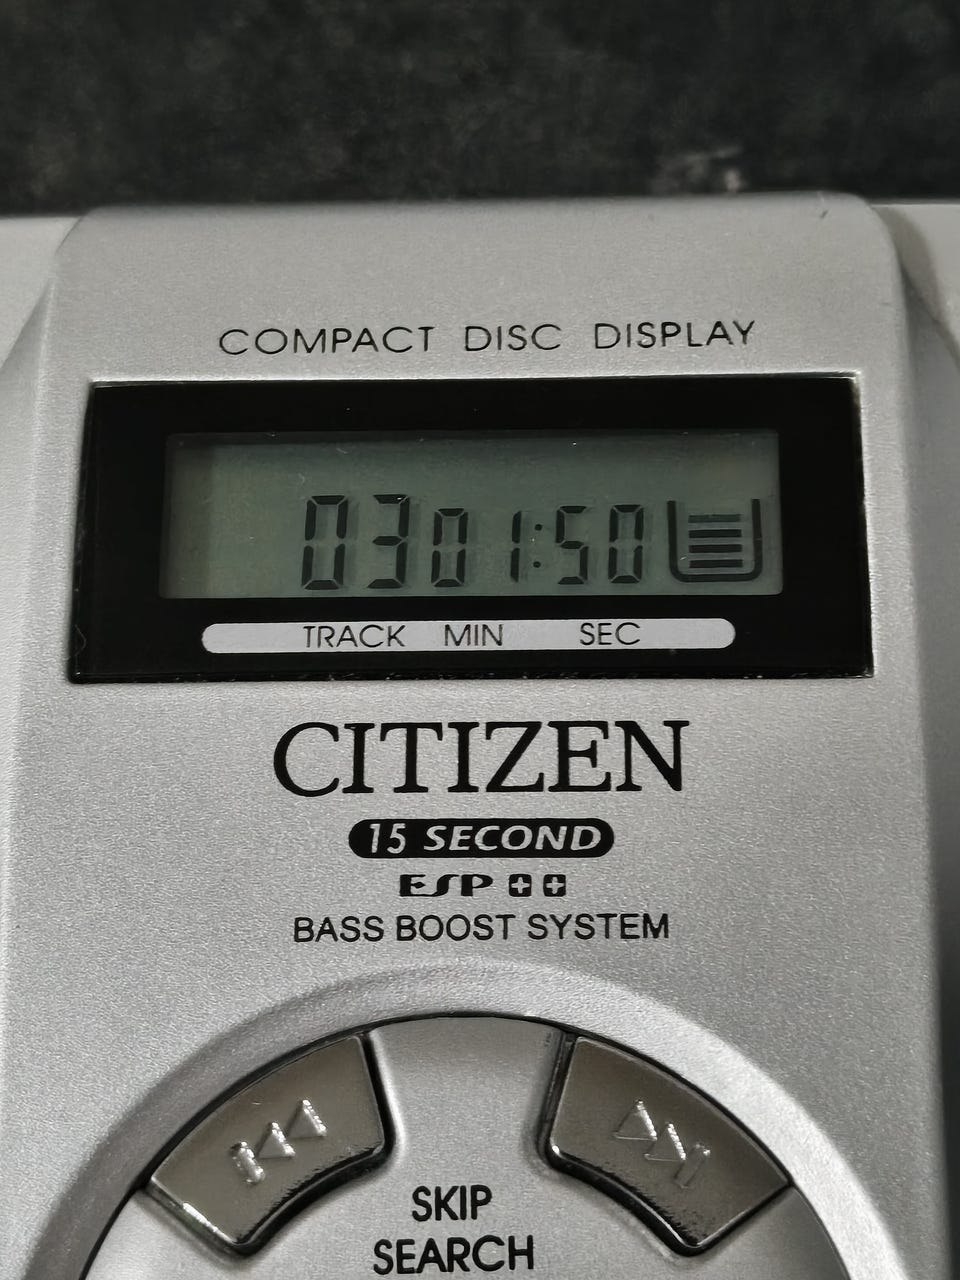 COMPACT DISC DISPLAY
03 01:50
TRACK MIN SEC
CITIZEN
15 SECOND
ESP ++
BASS BOOST SYSTEM
SKIP
SEARCH